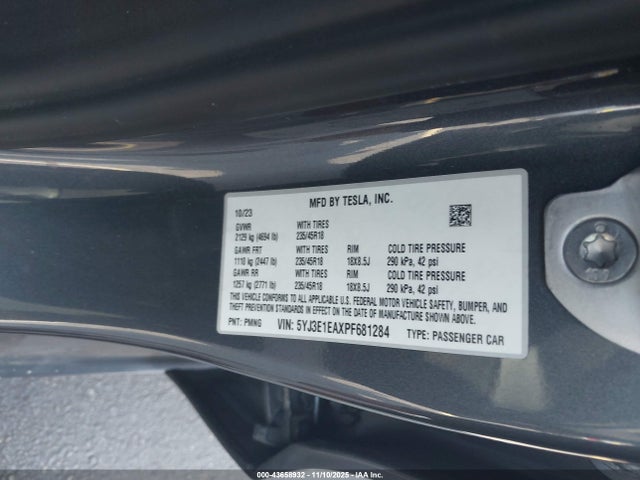 MFD BY TESLA, INC.
10/23
GVWR WITH TIRES
2129 kg (4694 lb) 235/45R18
GAWR FRT WITH TIRES RIM COLD TIRE PRESSURE
1110 kg (2447 lb) 235/45R18 18X8.5J 290 kPa, 42 psi
GAWR RR WITH TIRES RIM COLD TIRE PRESSURE
1257 kg (2771 lb) 235/45R18 18X8.5J 290 kPa, 42 psi
THIS VEHICLE CONFORMS TO ALL APPLICABLE U.S. FEDERAL MOTOR VEHICLE SAFETY, BUMPER, AND
THEFT PREVENTION STANDARDS IN EFFECT ON THE DATE OF MANUFACTURE SHOWN ABOVE.
PNT: PMNG VIN: 5YJ3E1EAXPF681284 TYPE: PASSENGER CAR
000-43658932 - 11/10/2025 - IAA Corp.